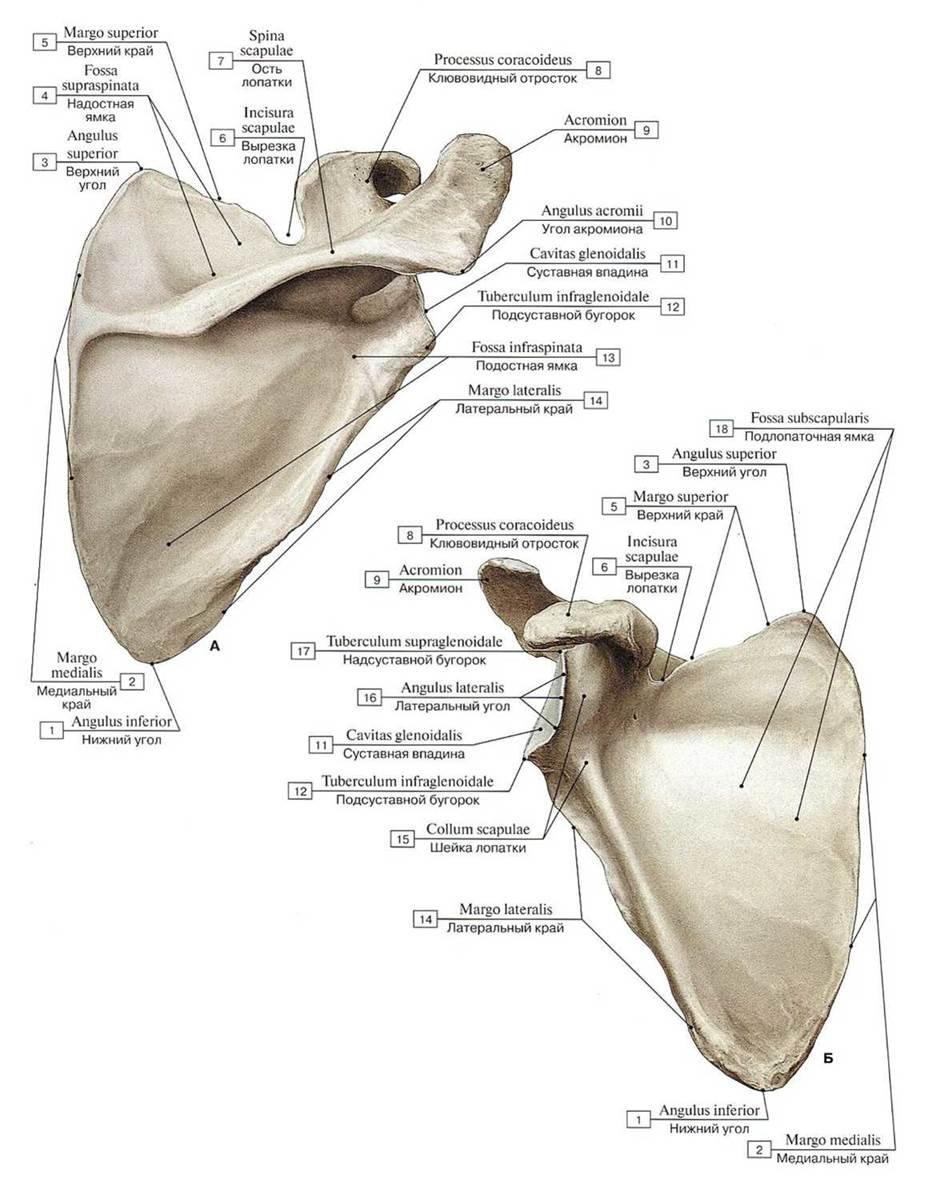 5
Margo superior
Верхний край
4
Fossa
supraspinata
Надостная
ямка
3
Angulus
superior
Верхний
угол
7
Spina
scapulae
Ость
лопатки
6
Incisura
scapulae
Вырезка
лопатки
Processus coracoideus
Клювовидный отросток
8
Acromion
Акромион
9
Angulus acromii
Угол акромиона
10
Cavitas glenoidalis
Суставная впадина
11
Tuberculum infraglenoidale
Подсуставной бугорок
12
Fossa infraspinata
Подостная ямка
13
Margo lateralis
Латеральный край
14
А
Margo
medialis
Медиальный
край
2
1
Angulus inferior
Нижний угол
18
Fossa subscapularis
Подлопаточная ямка
3
Angulus superior
Верхний угол
5
Margo superior
Верхний край
8
Processus coracoideus
Клювовидный отросток
6
Incisura
scapulae
Вырезка
лопатки
9
Acromion
Акромион
17
Tuberculum supraglenoidale
Надсуставной бугорок
16
Angulus lateralis
Латеральный угол
11
Cavitas glenoidalis
Суставная впадина
12
Tuberculum infraglenoidale
Подсуставной бугорок
15
Collum scapulae
Шейка лопатки
14
Margo lateralis
Латеральный край
Б
1
Angulus inferior
Нижний угол
2
Margo medialis
Медиальный край